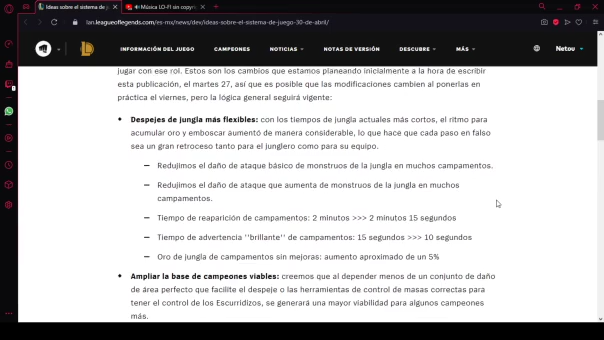 Ideas sobre el sistema de j
Música LO-FI sin copyri
lan.leagueoflegends.com/es-mx/news/dev/ideas-sobre-el-sistema-de-juego-30-de-abril/
INFORMACIÓN DEL JUEGO CAMPEONES NOTICIAS NOTAS DE VERSIÓN DESCUBRE MÁS Netou
jugar con ese rol. Estos son los cambios que estamos planeando inicialmente a la hora de escribir
esta publicación, el martes 27, así que es posible que las modificaciones cambien al ponerlas en
práctica el viernes, pero la lógica general seguirá vigente:
• Despejes de jungla más flexibles: con los tiempos de jungla actuales más cortos, el ritmo para
acumular oro y emboscar aumentó de manera considerable, lo que hace que cada paso en falso
sea un gran retroceso tanto para el junglero como para su equipo.
— Redujimos el daño de ataque básico de monstruos de la jungla en muchos campamentos.
— Redujimos el daño de ataque que aumenta de monstruos de la jungla en muchos
campamentos.
— Tiempo de reaparición de campamentos: 2 minutos >>> 2 minutos 15 segundos
— Tiempo de advertencia ''brillante'' de campamentos: 15 segundos >>> 10 segundos
— Oro de jungla de campamentos sin mejoras: aumento aproximado de un 5%
• Ampliar la base de campeones viables: creemos que al depender menos de un conjunto de daño
de área perfecto que facilite el despeje o las herramientas de control de masas correctas para
tener el control de los Escurridizos, se generará una mayor viabilidad para algunos campeones
más.